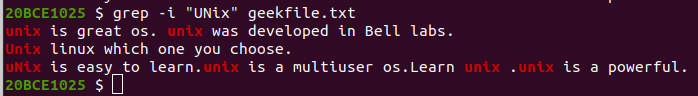 20BCE1025 $ grep -i "UNix" geekfile.txt
unix is great os. unix was developed in Bell labs.
Unix linux which one you choose.
uNix is easy to learn.unix is a multiuser os.Learn unix .unix is a powerful.
20BCE1025 $